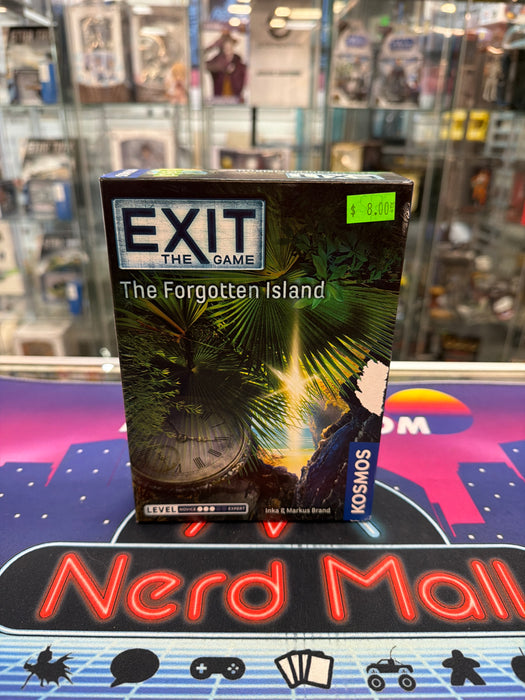 EXIT
THE GAME
$ 8.00
The Forgotten Island
KOSMOS
LEVEL NOVICE EXPERT
Inka & Markus Brand
Nerd Mall